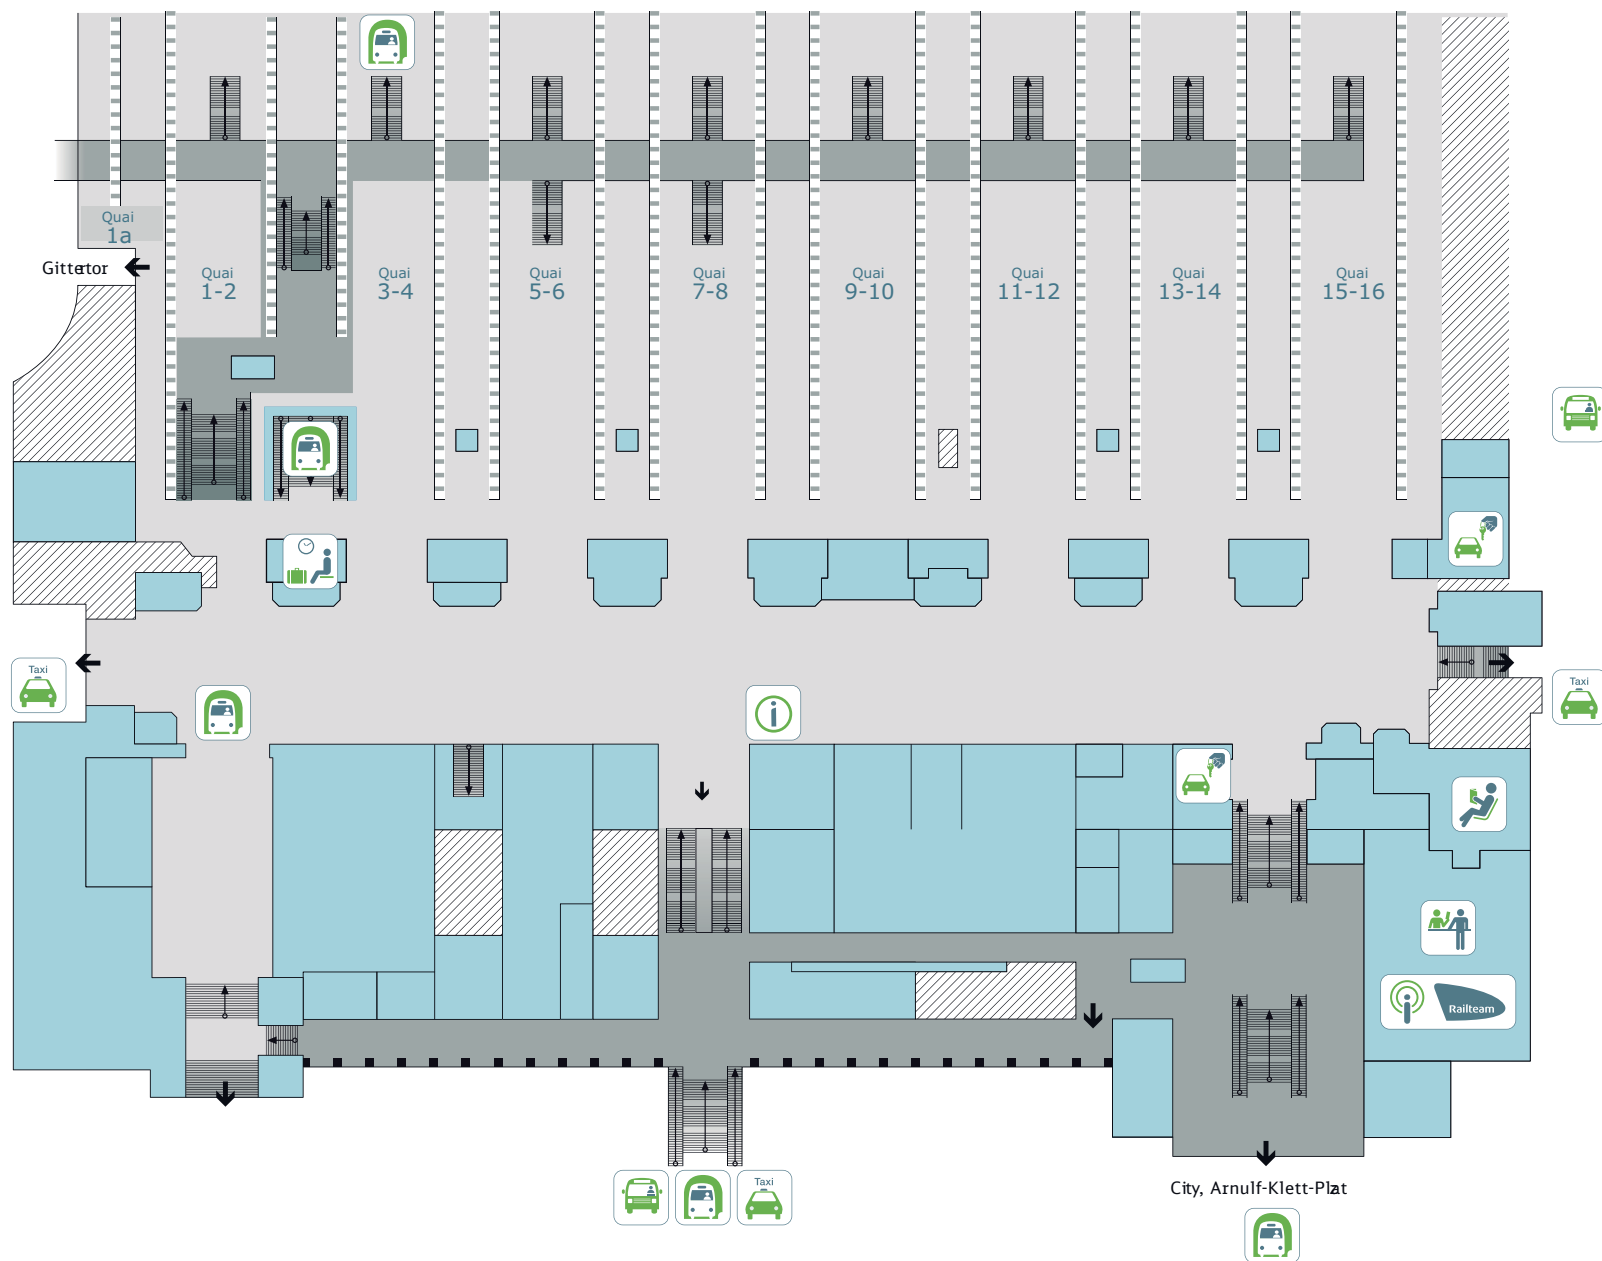 Quai
1a
Gittertor
Quai
1-2
Quai
3-4
Quai
5-6
Quai
7-8
Quai
9-10
Quai
11-12
Quai
13-14
Quai
15-16
Taxi
Taxi
Railteam
Taxi
City, Arnulf-Klett-Platz